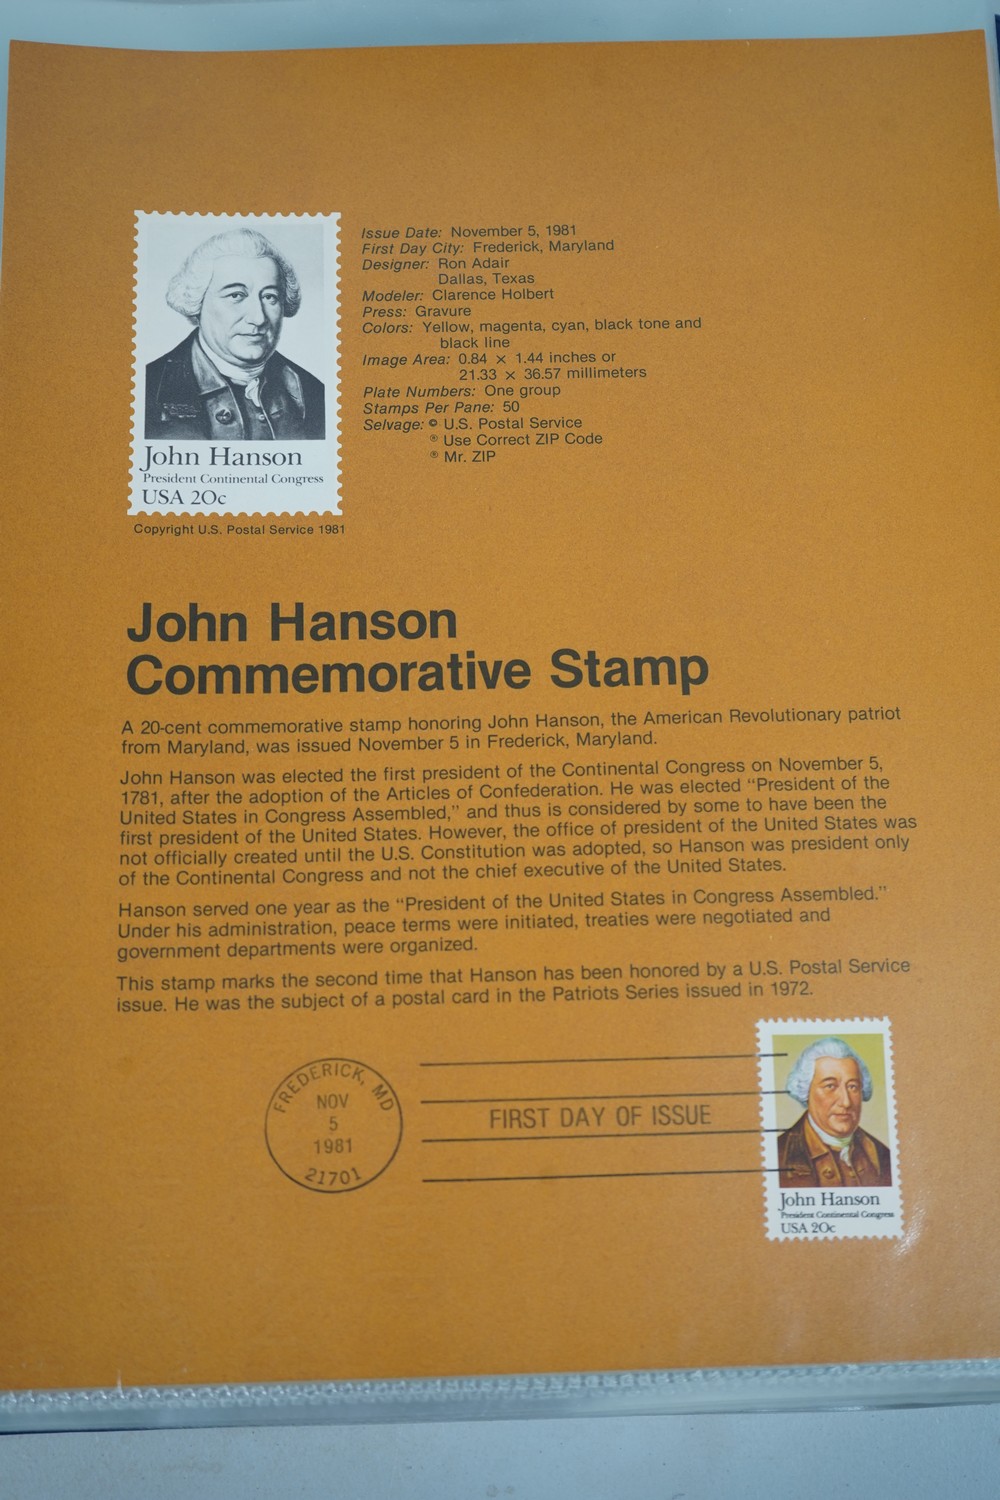 John Hanson
President Continental Congress
USA 20c
Copyright U.S. Postal Service 1981
Issue Date: November 5, 1981
First Day City: Frederick, Maryland
Designer: Ron Adair
Dallas, Texas
Modeler: Clarence Holbert
Press: Gravure
Colors: Yellow, magenta, cyan, black tone and
black line
Image Area: 0.84 × 1.44 inches or
21.33 × 36.57 millimeters
Plate Numbers: One group
Stamps Per Pane: 50
Selvage: © U.S. Postal Service
® Use Correct ZIP Code
® Mr. ZIP
John Hanson
Commemorative Stamp
A 20-cent commemorative stamp honoring John Hanson, the American Revolutionary patriot
from Maryland, was issued November 5 in Frederick, Maryland.
John Hanson was elected the first president of the Continental Congress on November 5,
1781, after the adoption of the Articles of Confederation. He was elected “President of the
United States in Congress Assembled,” and thus is considered by some to have been the
first president of the United States. However, the office of president of the United States was
not officially created until the U.S. Constitution was adopted, so Hanson was president only
of the Continental Congress and not the chief executive of the United States.
Hanson served one year as the “President of the United States in Congress Assembled.”
Under his administration, peace terms were initiated, treaties were negotiated and
government departments were organized.
This stamp marks the second time that Hanson has been honored by a U.S. Postal Service
issue. He was the subject of a postal card in the Patriots Series issued in 1972.
FREDERICK, MD
NOV
5
1981
21701
FIRST DAY OF ISSUE
John Hanson
President Continental Congress
USA 20c